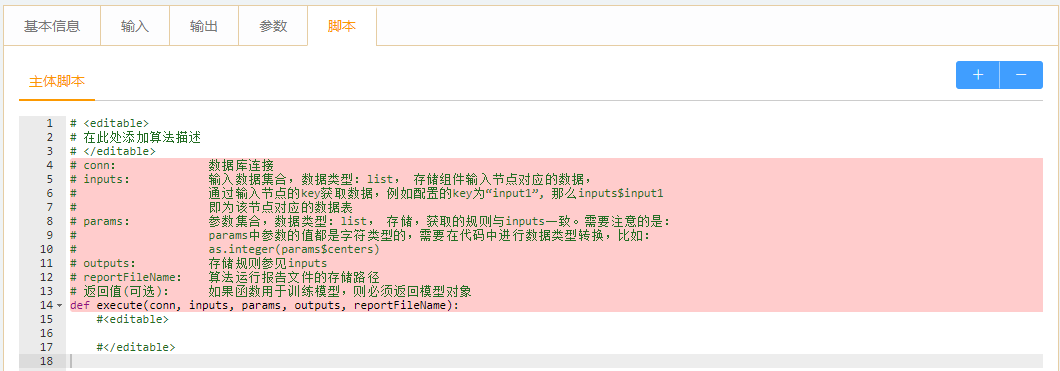 基本信息 输入 输出 参数 脚本
主体脚本 + −
1 # <editable>
2 # 在此处添加算法描述
3 # </editable>
4 # conn: 数据库连接
5 # inputs: 输入数据集合，数据类型：list， 存储组件输入节点对应的数据，
6 # 通过输入节点的key获取数据，例如配置的key为“input1”, 那么inputs$input1
7 # 即为该节点对应的数据表
8 # params: 参数集合，数据类型：list， 存储，获取的规则与inputs一致。需要注意的是：
9 # params中参数的值都是字符类型的，需要在代码中进行数据类型转换，比如：
10 # as.integer(params$centers)
11 # outputs: 存储规则参见inputs
12 # reportFileName: 算法运行报告文件的存储路径
13 # 返回值(可选): 如果函数用于训练模型，则必须返回模型对象
14 def execute(conn, inputs, params, outputs, reportFileName):
15 #<editable>
16
17 #</editable>
18